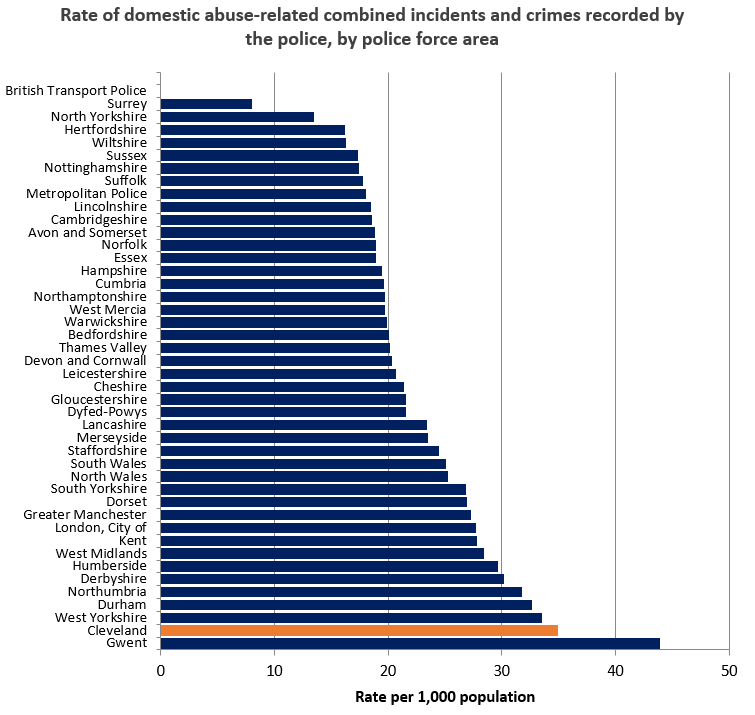 Rate of domestic abuse-related combined incidents and crimes recorded by
the police, by police force area
British Transport Police
Surrey
North Yorkshire
Hertfordshire
Wiltshire
Sussex
Nottinghamshire
Suffolk
Metropolitan Police
Lincolnshire
Cambridgeshire
Avon and Somerset
Norfolk
Essex
Hampshire
Cumbria
Northamptonshire
West Mercia
Warwickshire
Bedfordshire
Thames Valley
Devon and Cornwall
Leicestershire
Cheshire
Gloucestershire
Dyfed-Powys
Lancashire
Merseyside
Staffordshire
South Wales
North Wales
South Yorkshire
Dorset
Greater Manchester
London, City of
Kent
West Midlands
Humberside
Derbyshire
Northumbria
Durham
West Yorkshire
Cleveland
Gwent
0 10 20 30 40 50
Rate per 1,000 population